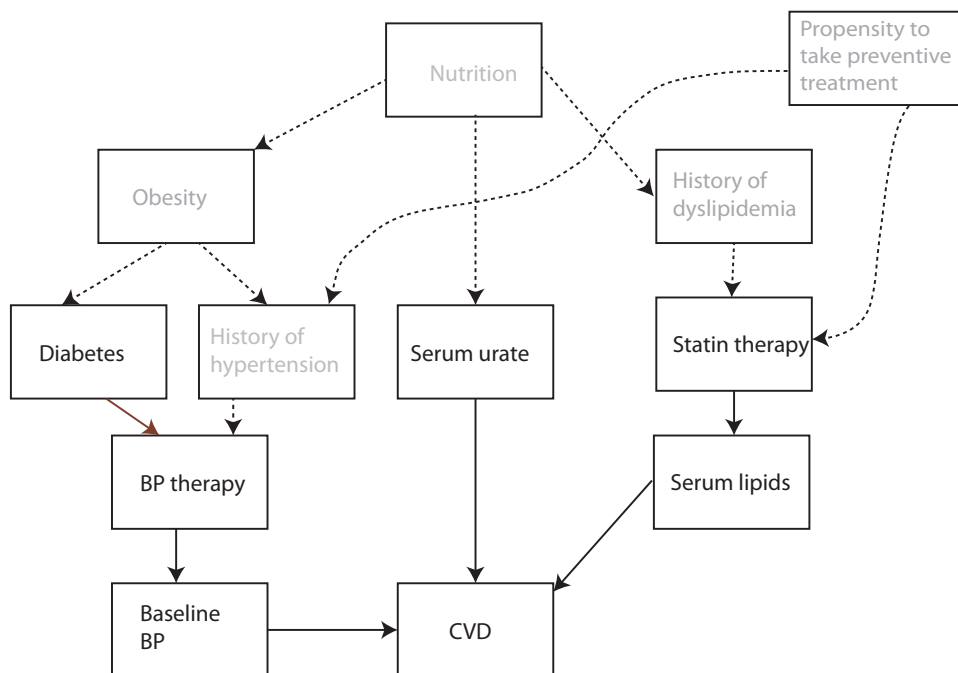 Propensity to
take preventive
treatment
Nutrition
Obesity
History of
dyslipidemia
Diabetes
History of
hypertension
Serum urate
Statin therapy
BP therapy
Serum lipids
Baseline
BP
CVD